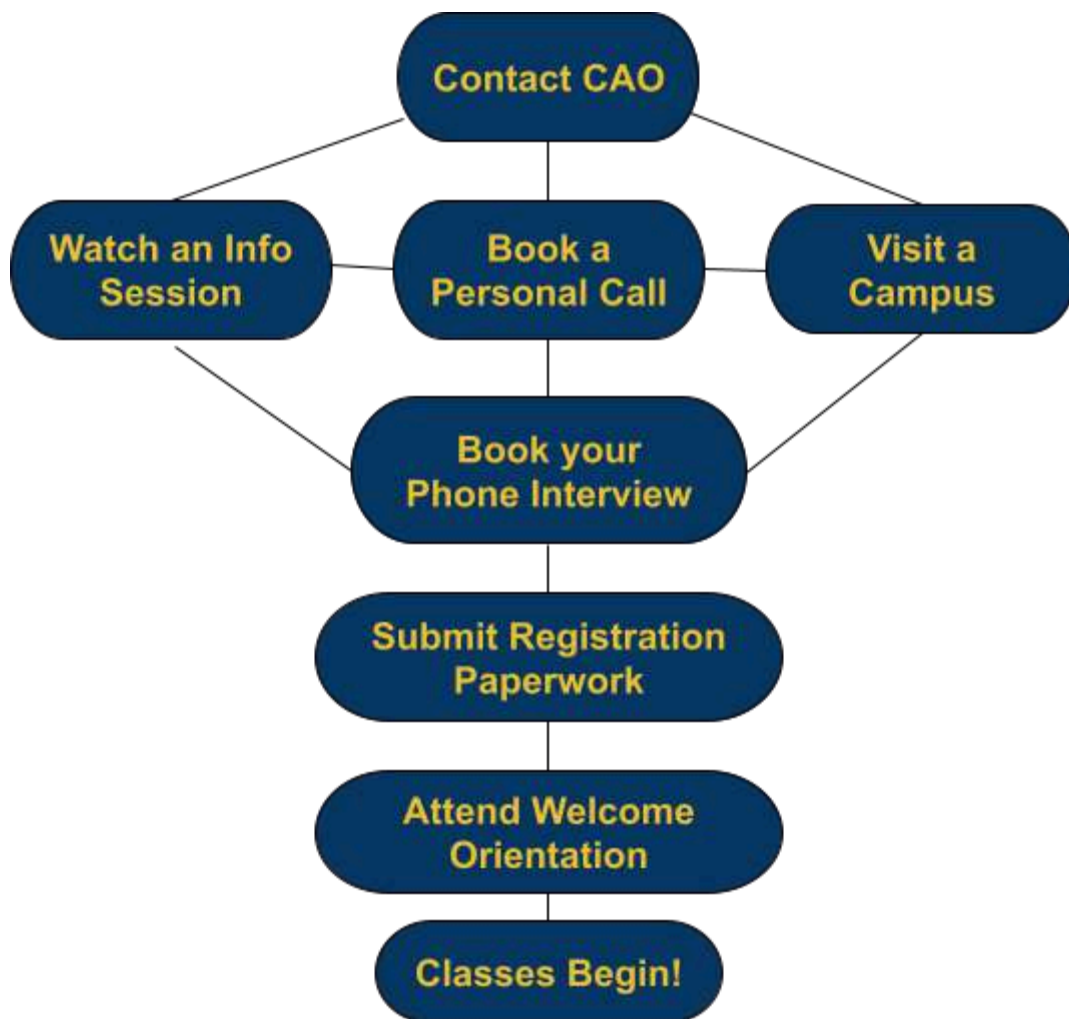 Contact CAO
Watch an Info
Session
Book a
Personal Call
Visit a
Campus
Book your
Phone Interview
Submit Registration
Paperwork
Attend Welcome
Orientation
Classes Begin!